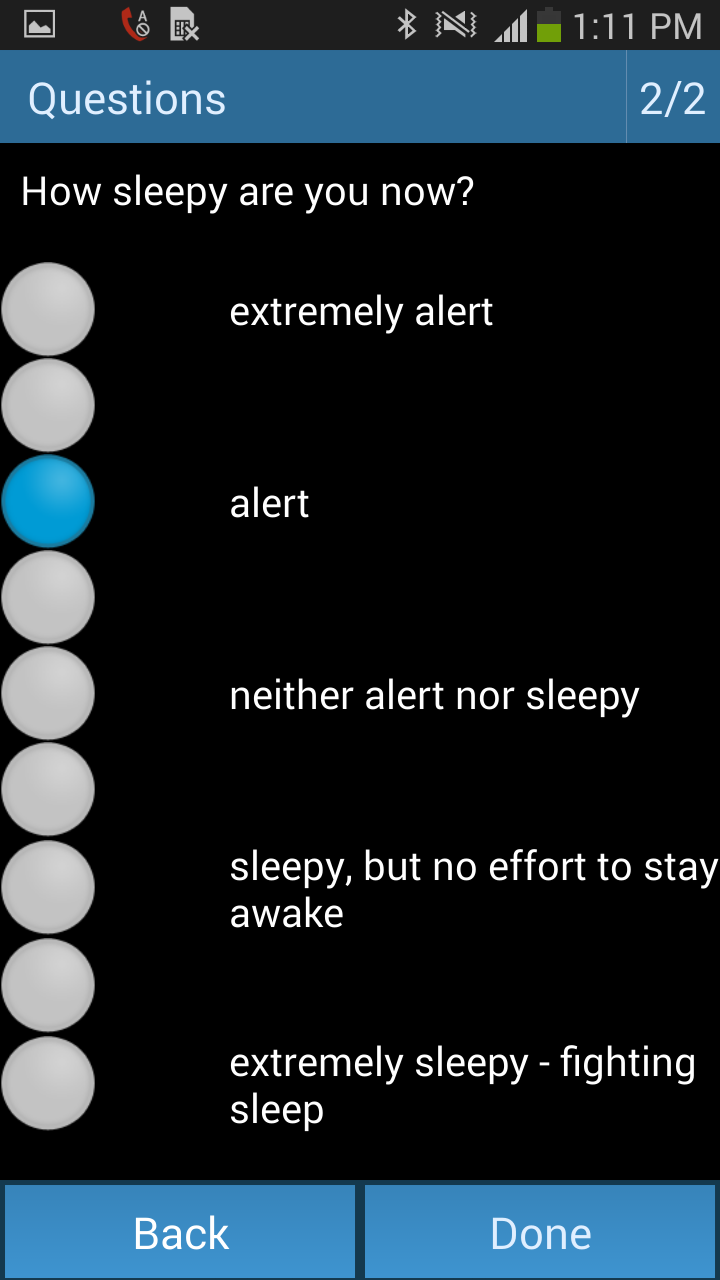 1:11 PM
Questions
2/2
How sleepy are you now?
extremely alert
alert
neither alert nor sleepy
sleepy, but no effort to stay
awake
extremely sleepy - fighting
sleep
Back
Done